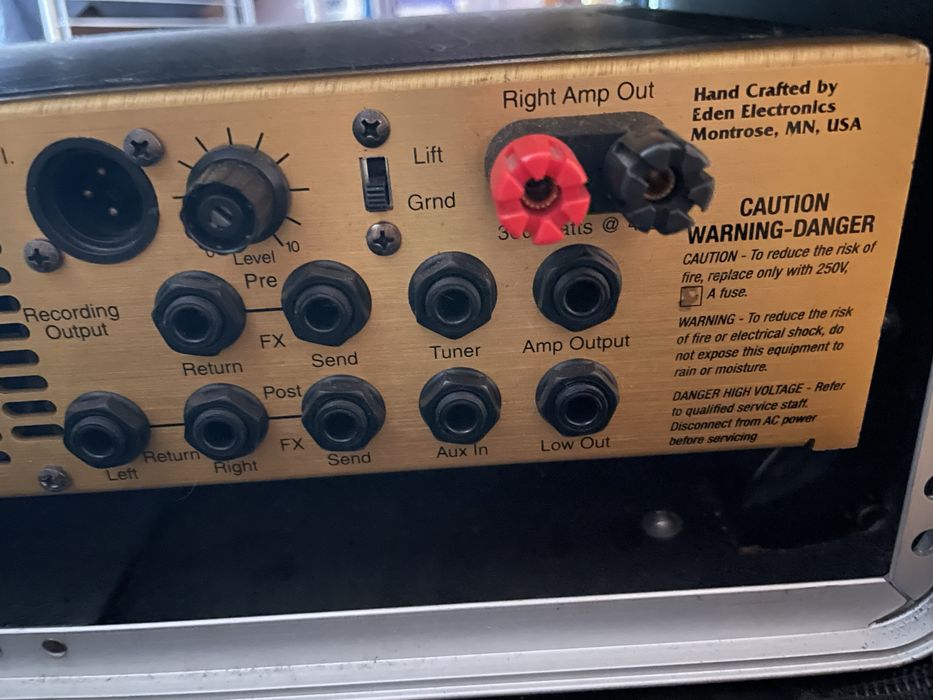 Right Amp Out
Hand Crafted by
Eden Electronics
Montrose, MN, USA
Lift
Grnd
0
10
Level
Pre
Recording
Output
Return
FX
Send
Tuner
Amp Output
Post
Left
Return
Right
FX
Send
Aux In
Low Out
CAUTION
WARNING-DANGER
CAUTION - To reduce the risk of
fire, replace only with 250V,
A fuse.
WARNING - To reduce the risk
of fire or electrical shock, do
not expose this equipment to
rain or moisture.
DANGER HIGH VOLTAGE - Refer
to qualified service staff.
Disconnect from AC power
before servicing